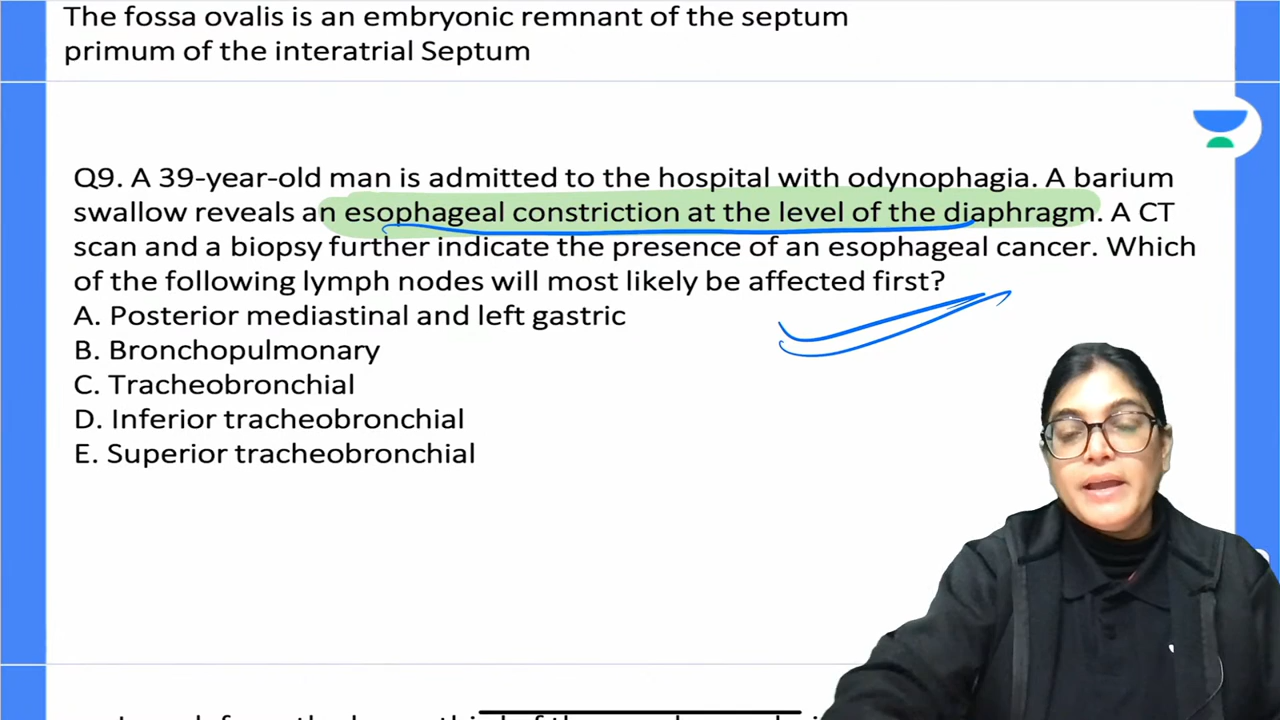 The fossa ovalis is an embryonic remnant of the septum
primum of the interatrial Septum
Q9. A 39-year-old man is admitted to the hospital with odynophagia. A barium
swallow reveals an esophageal constriction at the level of the diaphragm. A CT
scan and a biopsy further indicate the presence of an esophageal cancer. Which
of the following lymph nodes will most likely be affected first?
A. Posterior mediastinal and left gastric
B. Bronchopulmonary
C. Tracheobronchial
D. Inferior tracheobronchial
E. Superior tracheobronchial